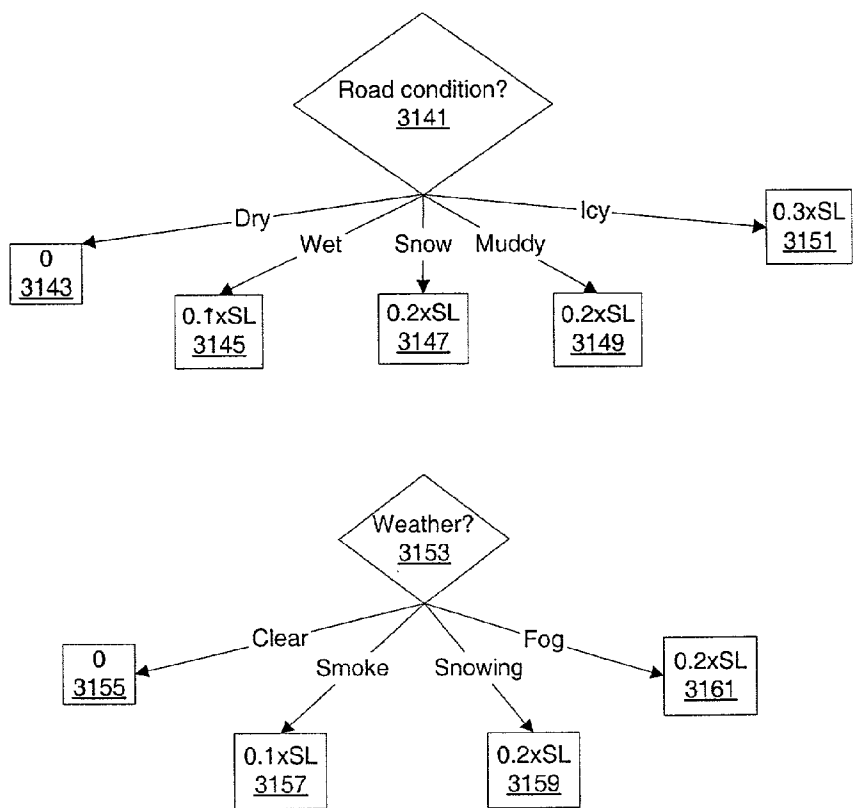 Road condition?
3141
Dry
Wet
Snow
Muddy
Icy
0
3143
0.1xSL
3145
0.2xSL
3147
0.2xSL
3149
0.3xSL
3151
Weather?
3153
Clear
Smoke
Snowing
Fog
0
3155
0.1xSL
3157
0.2xSL
3159
0.2xSL
3161